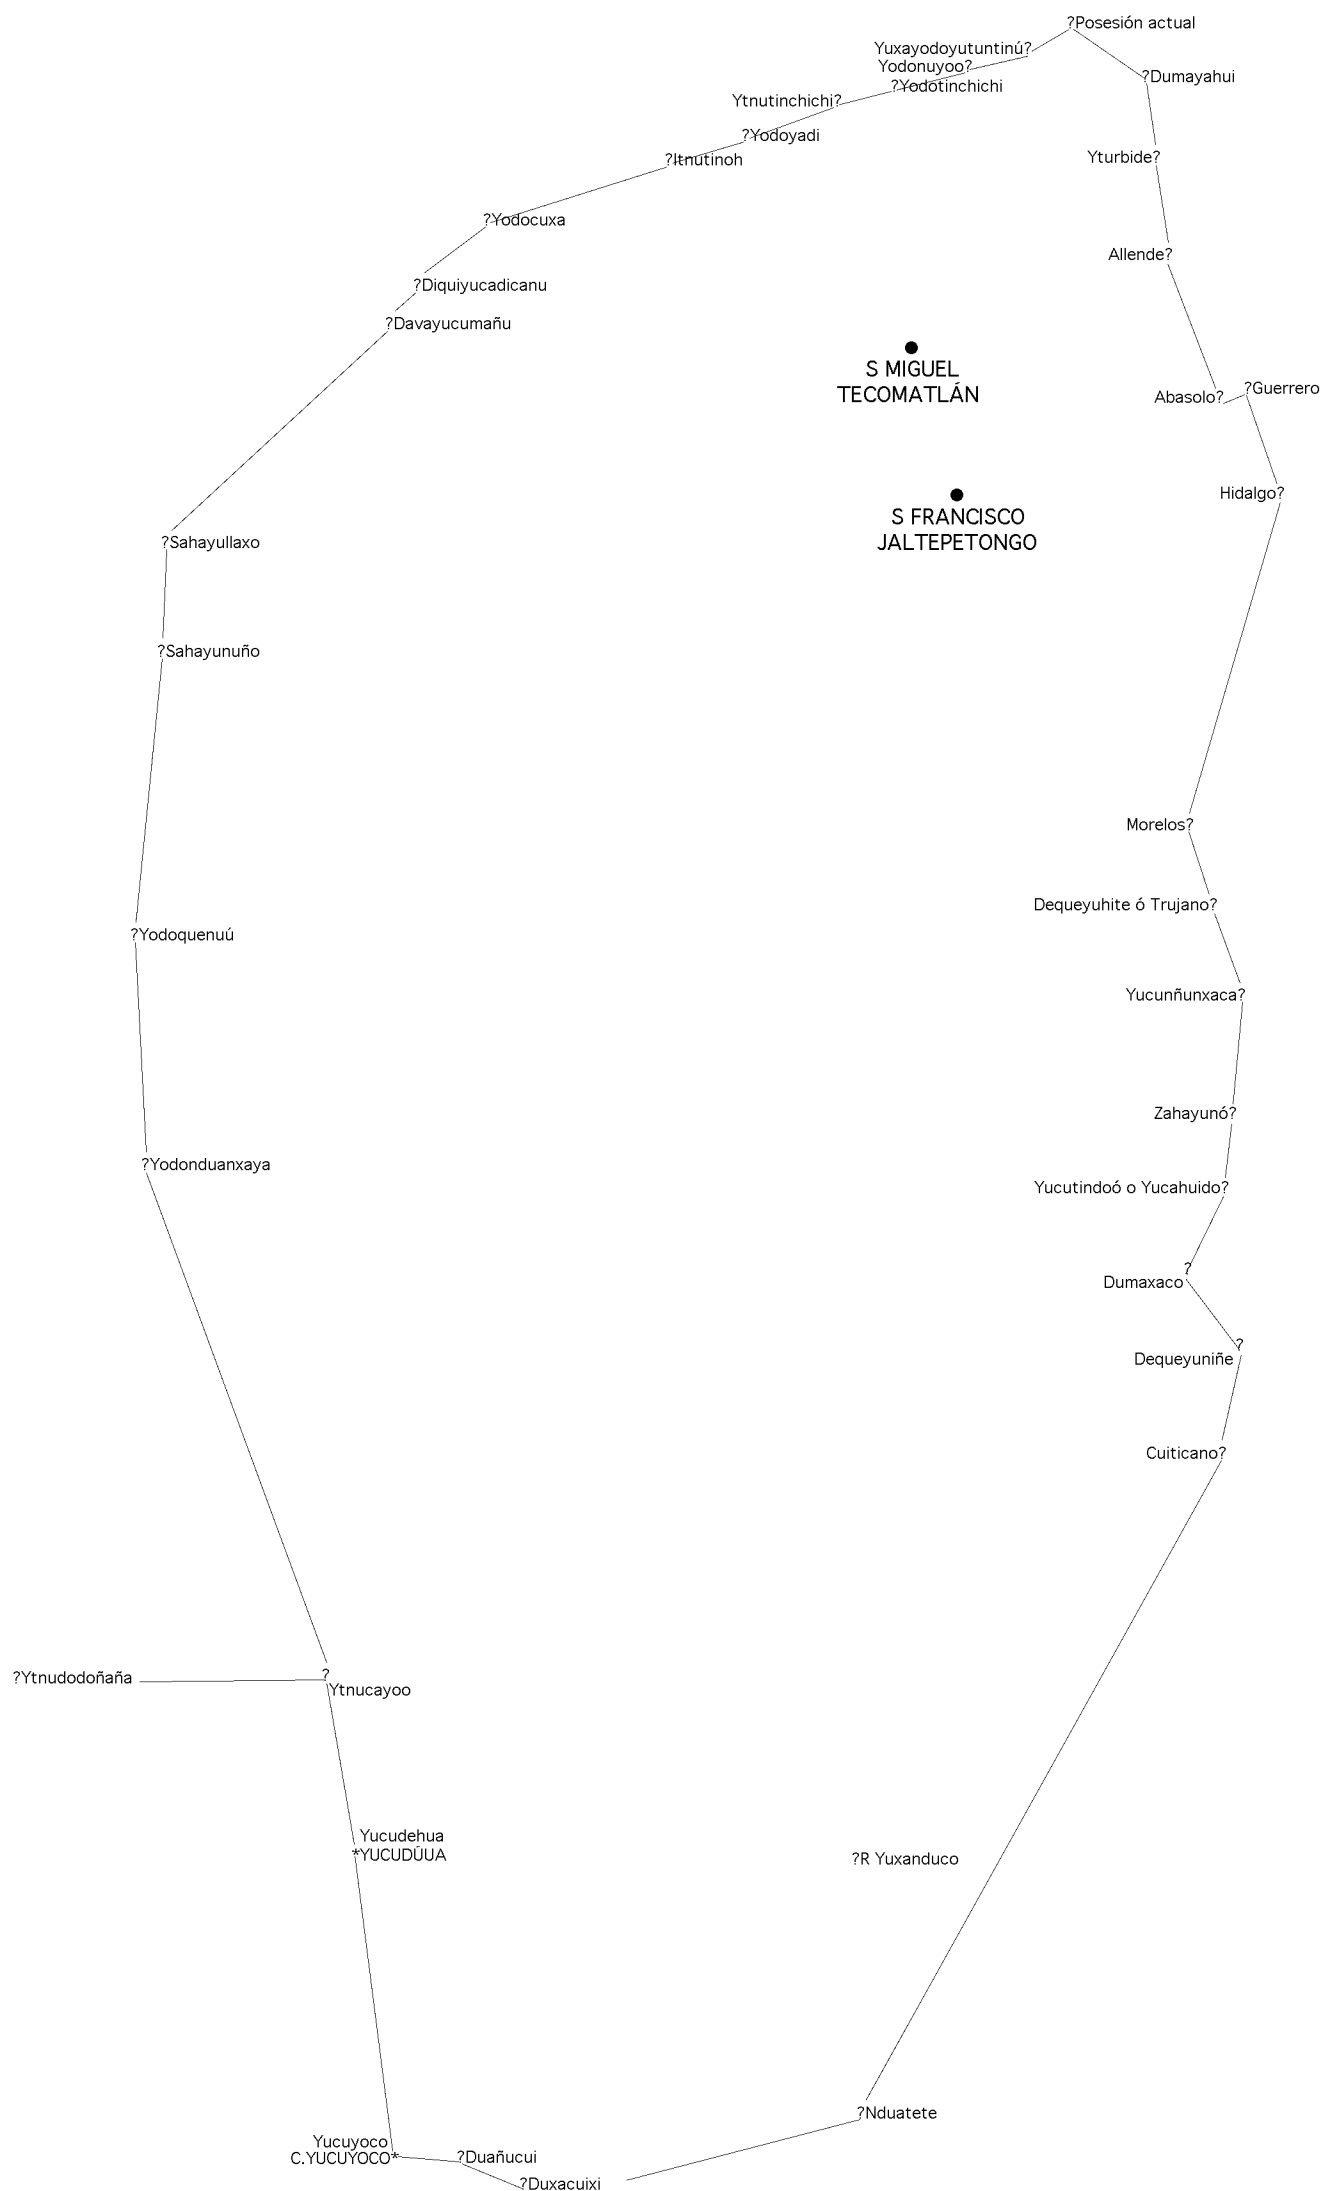 ?Posesión actual
Yuxayodoyutuntinú?
Yodonuyoo?
?Dumayahui
?Yodotinchichi
Ytnutinchichi?
?Yodoyadi
Yturbide?
?Itnutinoh
?Yodocuxa
Allende?
?Diquiyucadicanu
?Davayucumañu
S MIGUEL
TECOMATLÁN
?Guerrero
Abasolo?
Hidalgo?
S FRANCISCO
JALTEPETONGO
?Sahayullaxo
?Sahayunuño
Morelos?
Dequeyuhite ó Trujano?
?Yodoquenuú
Yucunñunxaca?
Zahayunó?
?Yodonduanxaya
Yucutindoó o Yucahuido?
?
Dumaxaco
?
Dequeyuniñe
Cuiticano?
?Ytnudodoñaña
?
Ytnucayoo
Yucudehua
*YUCUDÚUA
?R Yuxanduco
?Nduatete
Yucuyoco
C.YUCUYOCO*
?Duañucui
?Duxacuixi